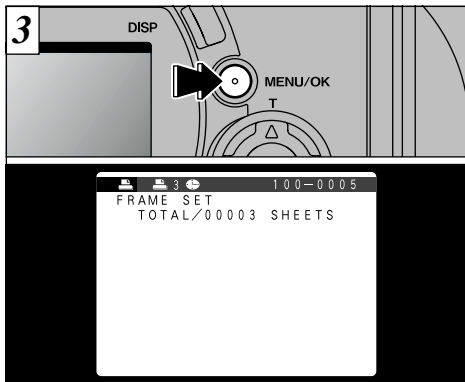 3
DISP
MENU/OK
T
3 100-0005
FRAME SET
TOTAL/00003 SHEETS